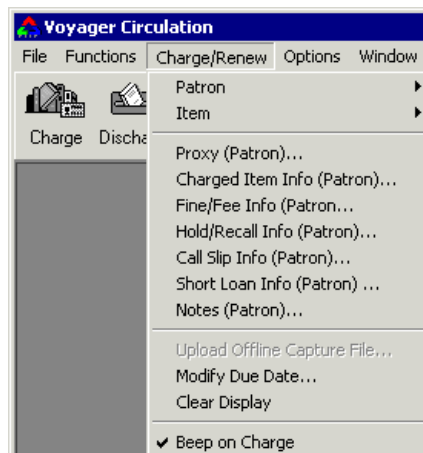 Voyager Circulation
File Functions Charge/Renew Options Window
Charge
Patron
Item
Proxy (Patron)...
Charged Item Info (Patron)...
Fine/Fee Info (Patron...
Hold/Recall Info (Patron)...
Call Slip Info (Patron)...
Short Loan Info (Patron) ...
Notes (Patron)...
Upload Offline Capture File...
Modify Due Date...
Clear Display
Beep on Charge